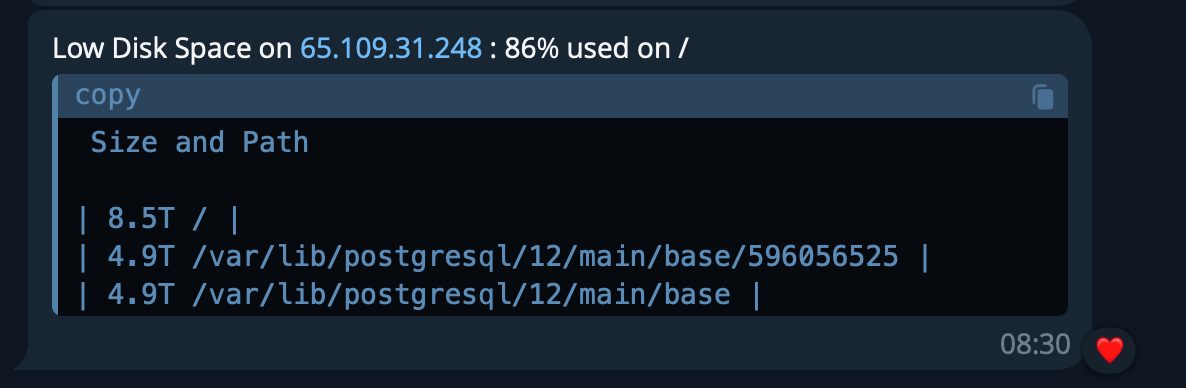 Low Disk Space on 65.109.31.248 : 86% used on /
copy
Size and Path
| 8.5T / |
| 4.9T /var/lib/postgresql/12/main/base/596056525 |
| 4.9T /var/lib/postgresql/12/main/base |
08:30